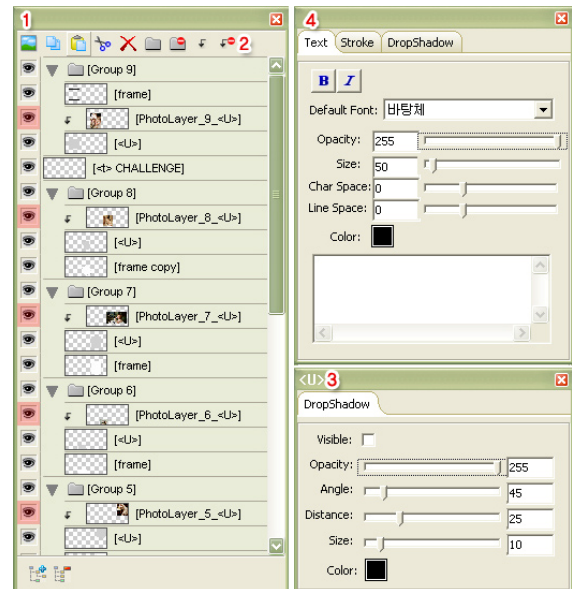 1
2
[Group 9]
[frame]
[PhotoLayer_9_<U>]
[<U>]
[<t> CHALLENGE]
[Group 8]
[PhotoLayer_8_<U>]
[<U>]
[frame copy]
[Group 7]
[PhotoLayer_7_<U>]
[<U>]
[frame]
[Group 6]
[PhotoLayer_6_<U>]
[<U>]
[frame]
[Group 5]
[PhotoLayer_5_<U>]
[<U>]
4
Text Stroke DropShadow
B I
Default Font: 바탕체
Opacity: 255
Size: 50
Char Space: 0
Line Space: 0
Color:
<U> 3
DropShadow
Visible:
Opacity: 255
Angle: 45
Distance: 25
Size: 10
Color: